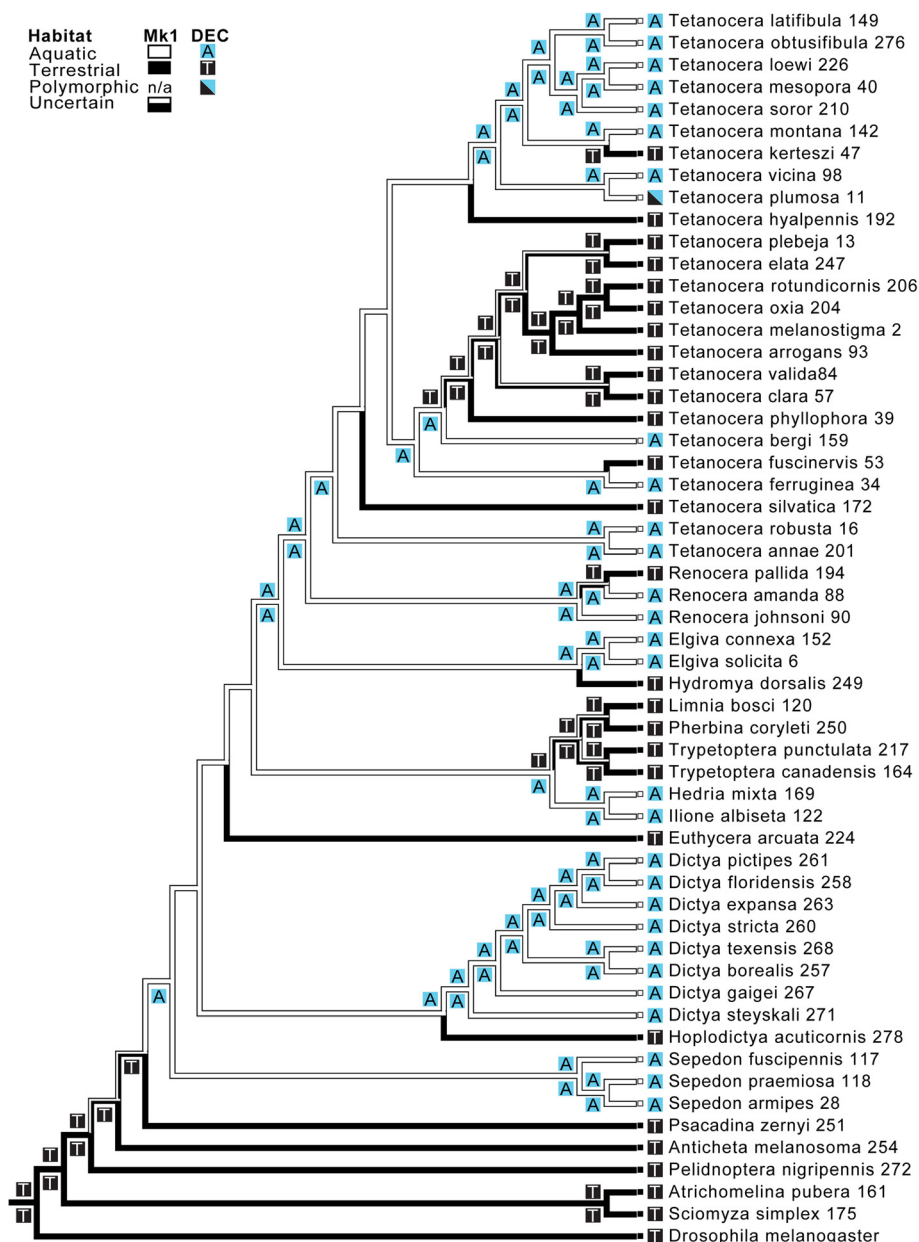 Habitat Mk1 DEC
Aquatic A
Terrestrial T
Polymorphic n/a
Uncertain
A A Tetanocera latifibula 149
A A A Tetanocera obtusifibula 276
A A A A Tetanocera loewi 226
A A Tetanocera mesopora 40
A A A Tetanocera soror 210
A A A Tetanocera montana 142
A T T Tetanocera kerteszi 47
A A Tetanocera vicina 98
Tetanocera plumosa 11
T Tetanocera hyalpennis 192
T T Tetanocera plebeja 13
T T Tetanocera elata 247
T T T Tetanocera rotundicornis 206
T T T T Tetanocera oxia 204
T T T T Tetanocera melanostigma 2
T T T Tetanocera arrogans 93
T T T Tetanocera valida84
T T T T Tetanocera clara 57
A T Tetanocera phyllophora 39
A A Tetanocera bergi 159
T Tetanocera fuscinervis 53
A A A Tetanocera ferruginea 34
T Tetanocera silvatica 172
A A Tetanocera robusta 16
A A A Tetanocera annae 201
T T Renocera pallida 194
A A A A Renocera amanda 88
A A A Renocera johnsoni 90
A A Elgiva connexa 152
A A A Elgiva solicita 6
T Hydromya dorsalis 249
T T Limnia bosci 120
T T T Pherbina coryleti 250
T T T Trypetoptera punctulata 217
T T T Trypetoptera canadensis 164
A A A Hedria mixta 169
A A Ilione albiseta 122
T Euthycera arcuata 224
A A Dictya pictipes 261
A A A Dictya floridensis 258
A A A Dictya expansa 263
A A A Dictya stricta 260
A A A A Dictya texensis 268
A A A Dictya borealis 257
A A A Dictya gaigei 267
A A Dictya steyskali 271
T Hoplodictya acuticornis 278
A A Sepedon fuscipennis 117
T A A A Sepedon praemiosa 118
A A Sepedon armipes 28
T T T Psacadina zernyi 251
T T Anticheta melanosoma 254
T T Pelidnoptera nigripennis 272
T T T T Atrichomelina pubera 161
T T T Sciomyza simplex 175
T Drosophila melanogaster